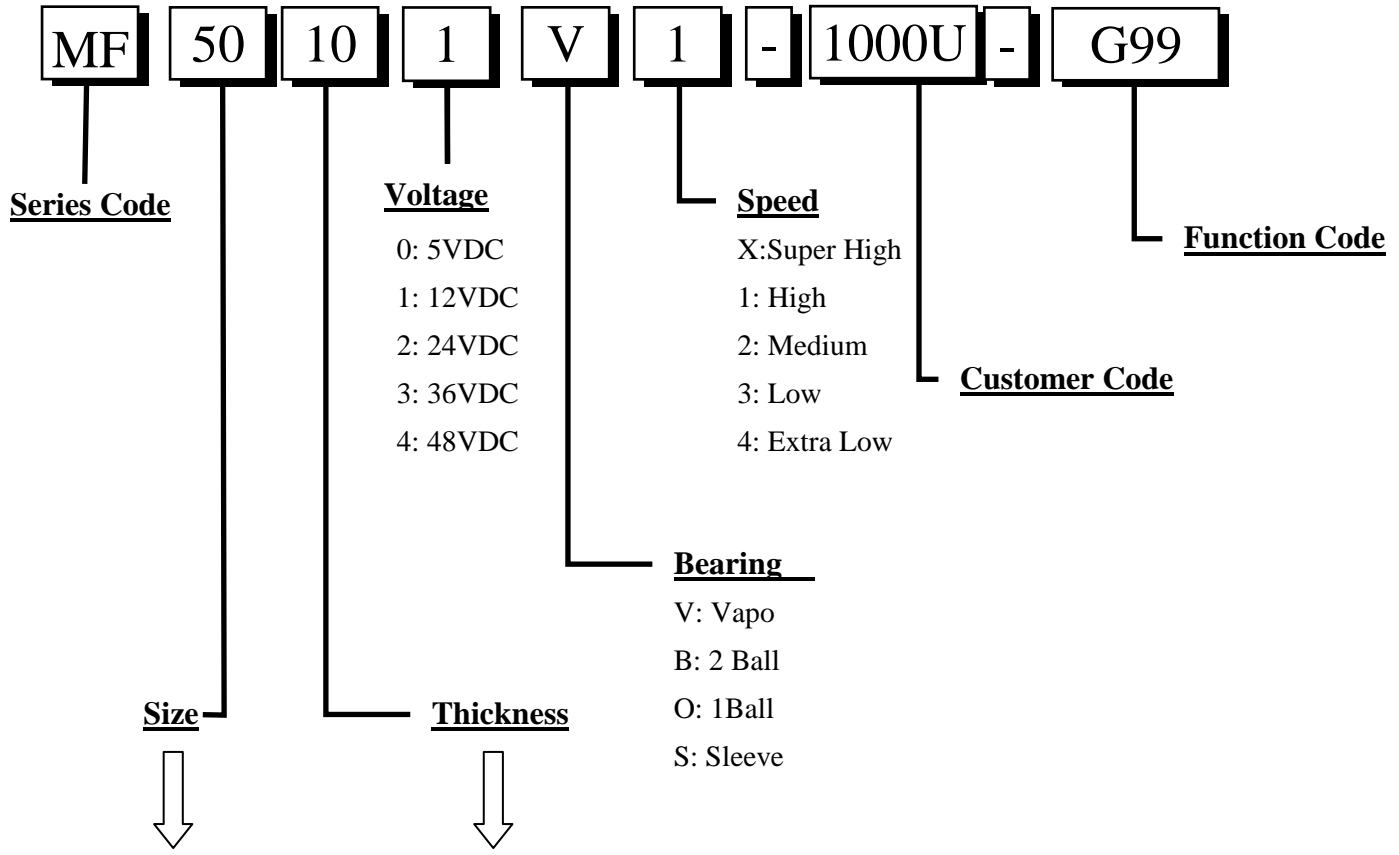 MF 50 10 1 V 1 - 1000U - G99
Series Code
Voltage
0: 5VDC
1: 12VDC
2: 24VDC
3: 36VDC
4: 48VDC
Speed
X:Super High
1: High
2: Medium
3: Low
4: Extra Low
Function Code
Customer Code
Bearing
V: Vapo
B: 2 Ball
O: 1Ball
S: Sleeve
Size
Thickness